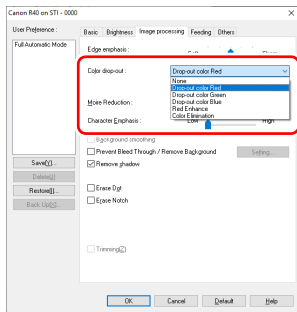 Canon R40 on STI - 0000
User Preference :
Full Automatic Mode
Save(Y)...
Delete(J)
Restore(J)...
Back Up(X)...
Basic Brightness Image processing Feeding Others
Edge emphasis :
Color drop-out :
Drop-out color Red
None
Drop-out color Red
Drop-out color Green
Drop-out color Blue
Red Enhance
Color Elimination
Moire Reduction :
Character Emphasis :
Low High
Background smoothing
Prevent Bleed Through / Remove Background
Setting...
Remove shadow
Erase Dot
Erase Notch
Trimming(Z)
OK Cancel Default Help